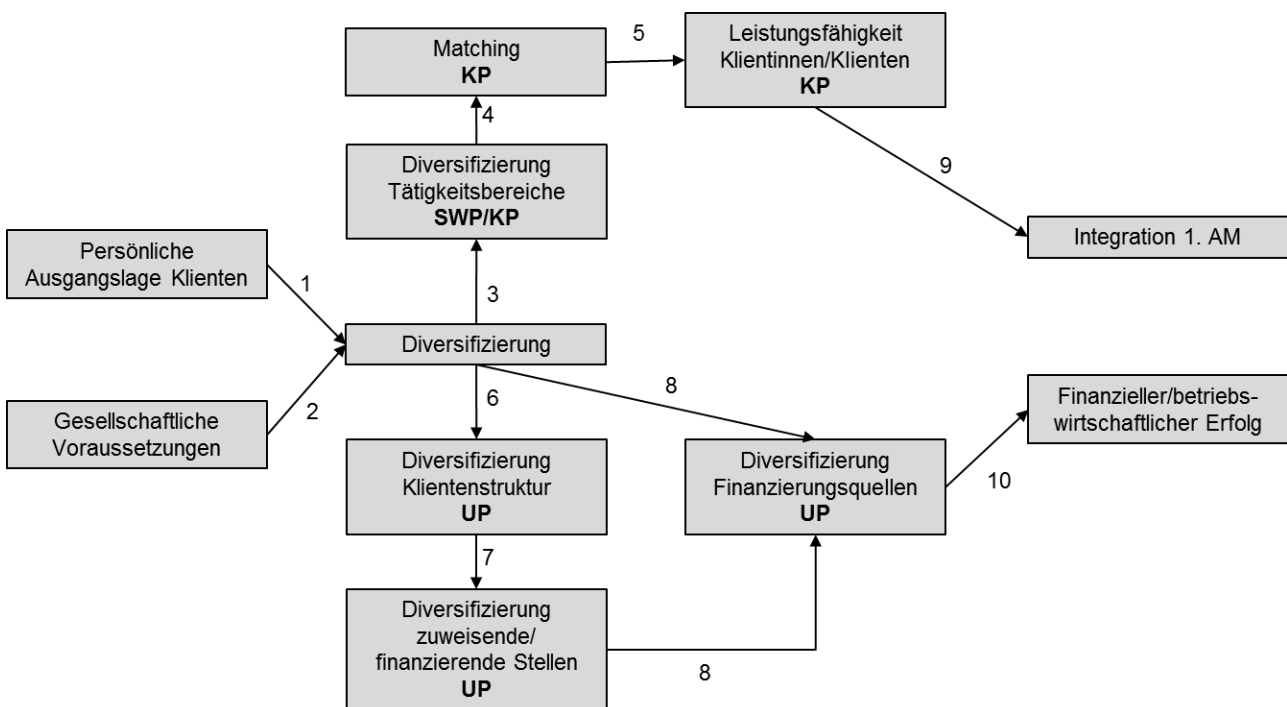 Matching
KP
5
Leistungsfähigkeit
Klientinnen/Klienten
KP
4
Diversifizierung
Tätigkeitsbereiche
SWP/KP
9
Persönliche
Ausgangslage Klienten
Integration 1. AM
1
3
Diversifizierung
2
6
8
Gesellschaftliche
Voraussetzungen
Finanzieller/betriebs-
wirtschaftlicher Erfolg
Diversifizierung
Klientenstruktur
UP
Diversifizierung
Finanzierungsquellen
UP
10
7
Diversifizierung
zuweisende/
finanzierende Stellen
UP
8